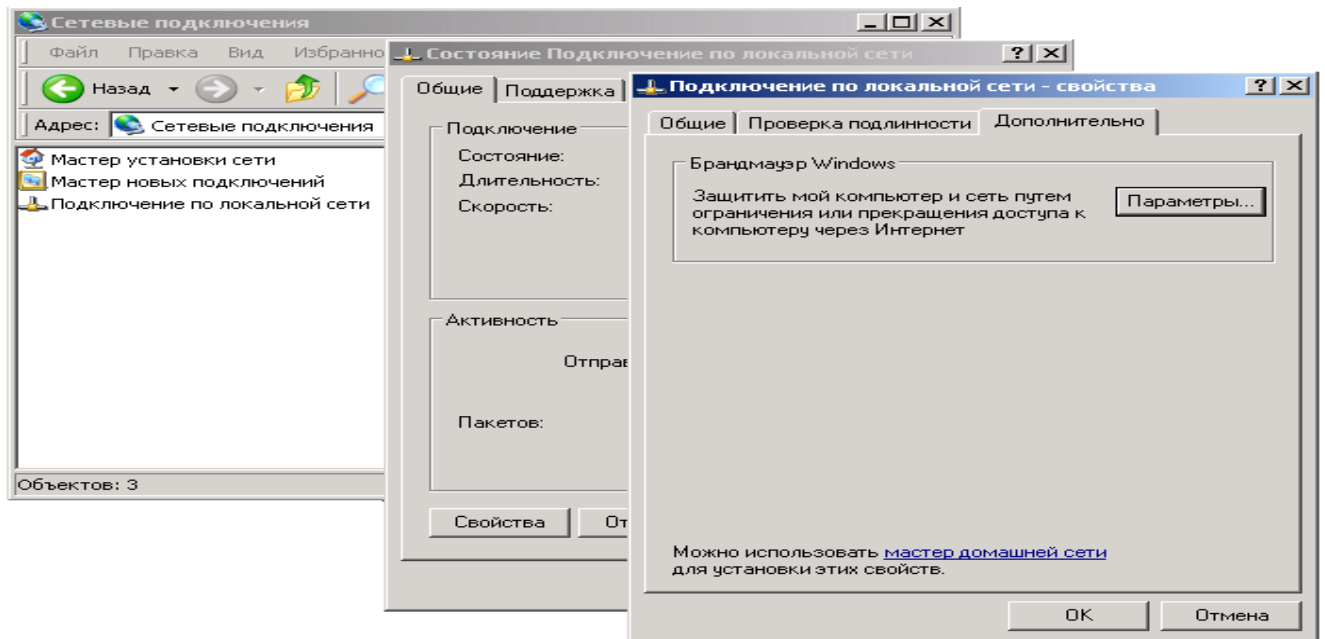 Сетевые подключения
Файл Правка Вид Избранно
Назад
Адрес: Сетевые подключения
Мастер установки сети
Мастер новых подключений
Подключение по локальной сети
Объектов: 3
Состояние Подключение по локальной сети
Общие Поддержка
Подключение
Состояние:
Длительность:
Скорость:
Активность
Отправ
Пакетов:
Свойства От
Подключение по локальной сети - свойства
Общие Проверка подлинности Дополнительно
Брандмауэр Windows
Защитить мой компьютер и сеть путем
ограничения или прекращения доступа к
компьютеру через Интернет
Параметры...
Можно использовать мастер домашней сети
для установки этих свойств.
OK Отмена